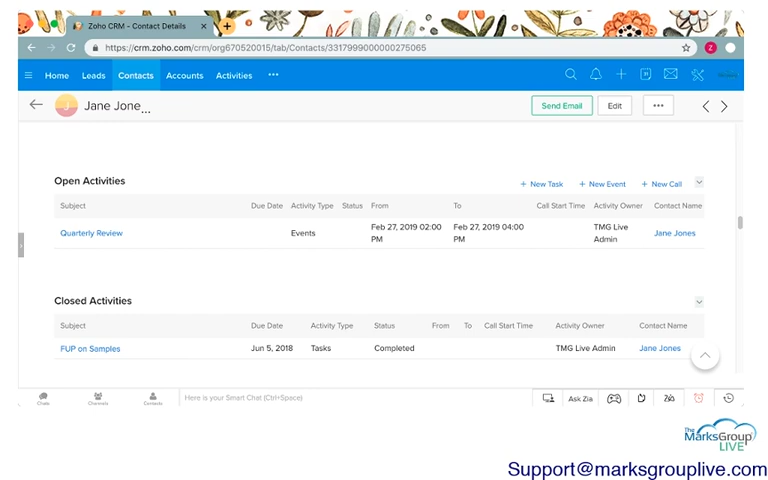 Zoho CRM - Contact Details
https://crm.zoho.com/crm/org670520015/tab/Contacts/3317999000000275065
Z
Home Leads Contacts Accounts Activities
J Jane Jone... Send Email Edit
Open Activities
+ New Task + New Event + New Call
Subject Due Date Activity Type Status From To Call Start Time Activity Owner Contact Name
Quarterly Review Events Feb 27, 2019 02:00 PM Feb 27, 2019 04:00 PM TMG Live Admin Jane Jones
Closed Activities
Subject Due Date Activity Type Status From To Call Start Time Activity Owner Contact Name
FUP on Samples Jun 5, 2018 Tasks Completed TMG Live Admin Jane Jones
Chats Channels Contacts Here is your Smart Chat (Ctrl+Space) Ask Zia
The MarksGroup LIVE
Support@marksgrouplive.com